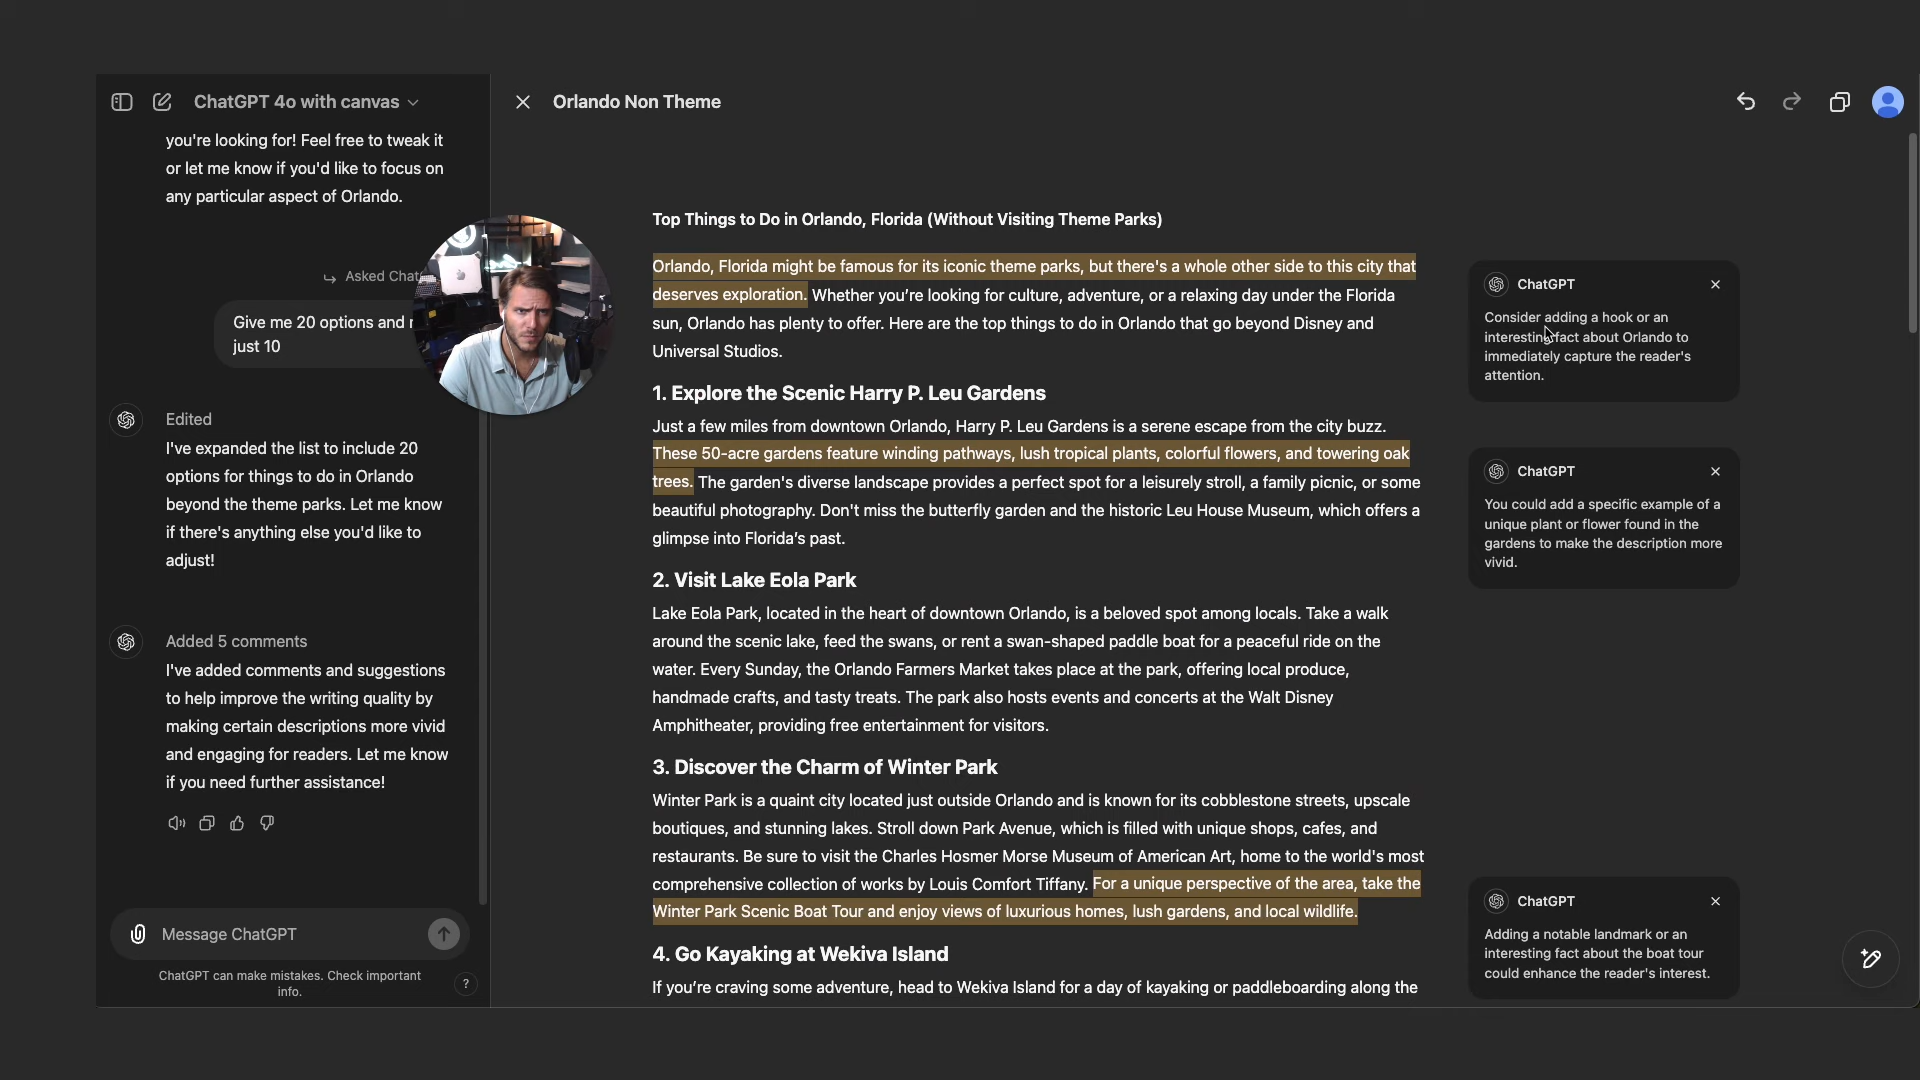 ChatGPT 4o with canvas
you're looking for! Feel free to tweak it
or let me know if you'd like to focus on
any particular aspect of Orlando.
Asked
Give me 20 options and
just 10
Edited
I've expanded the list to include 20
options for things to do in Orlando
beyond the theme parks. Let me know
if there's anything else you'd like to
adjust!
Added 5 comments
I've added comments and suggestions
to help improve the writing quality by
making certain descriptions more vivid
and engaging for readers. Let me know
if you need further assistance!
Message ChatGPT
ChatGPT can make mistakes. Check important
info.
?
Orlando Non Theme
Top Things to Do in Orlando, Florida (Without Visiting Theme Parks)
Orlando, Florida might be famous for its iconic theme parks, but there's a whole other side to this city that
deserves exploration. Whether you're looking for culture, adventure, or a relaxing day under the Florida
sun, Orlando has plenty to offer. Here are the top things to do in Orlando that go beyond Disney and
Universal Studios.
1. Explore the Scenic Harry P. Leu Gardens
Just a few miles from downtown Orlando, Harry P. Leu Gardens is a serene escape from the city buzz.
These 50-acre gardens feature winding pathways, lush tropical plants, colorful flowers, and towering oak
trees. The garden's diverse landscape provides a perfect spot for a leisurely stroll, a family picnic, or some
beautiful photography. Don't miss the butterfly garden and the historic Leu House Museum, which offers a
glimpse into Florida's past.
2. Visit Lake Eola Park
Lake Eola Park, located in the heart of downtown Orlando, is a beloved spot among locals. Take a walk
around the scenic lake, feed the swans, or rent a swan-shaped paddle boat for a peaceful ride on the
water. Every Sunday, the Orlando Farmers Market takes place at the park, offering local produce,
handmade crafts, and tasty treats. The park also hosts events and concerts at the Walt Disney
Amphitheater, providing free entertainment for visitors.
3. Discover the Charm of Winter Park
Winter Park is a quaint city located just outside Orlando and is known for its cobblestone streets, upscale
boutiques, and stunning lakes. Stroll down Park Avenue, which is filled with unique shops, cafes, and
restaurants. Be sure to visit the Charles Hosmer Morse Museum of American Art, home to the world's most
comprehensive collection of works by Louis Comfort Tiffany. For a unique perspective of the area, take the
Winter Park Scenic Boat Tour and enjoy views of luxurious homes, lush gardens, and local wildlife.
4. Go Kayaking at Wekiva Island
If you're craving some adventure, head to Wekiva Island for a day of kayaking or paddleboarding along the
ChatGPT
Consider adding a hook or an
interesting fact about Orlando to
immediately capture the reader's
attention.
ChatGPT
You could add a specific example of a
unique plant or flower found in the
gardens to make the description more
vivid.
ChatGPT
Adding a notable landmark or an
interesting fact about the boat tour
could enhance the reader's interest.